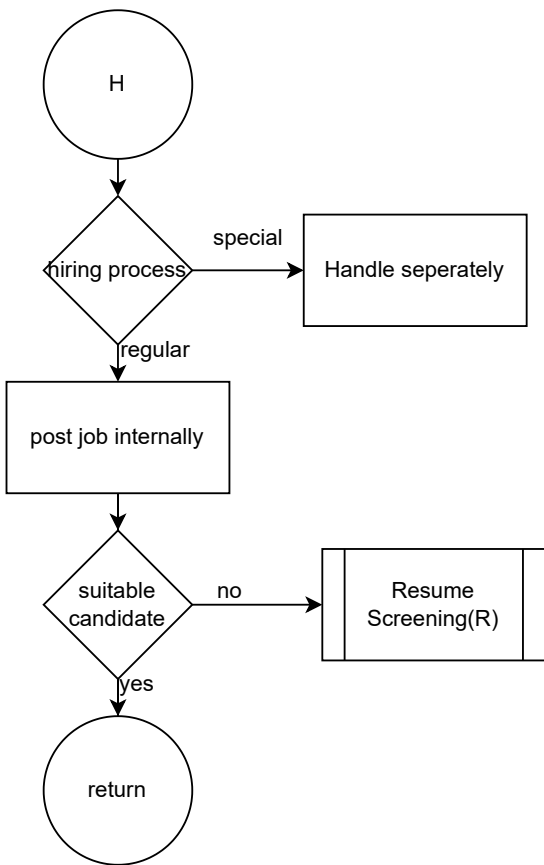 H
special
hiring process
Handle seperately
regular
post job internally
suitable
candidate
no
Resume
Screening(R)
yes
return